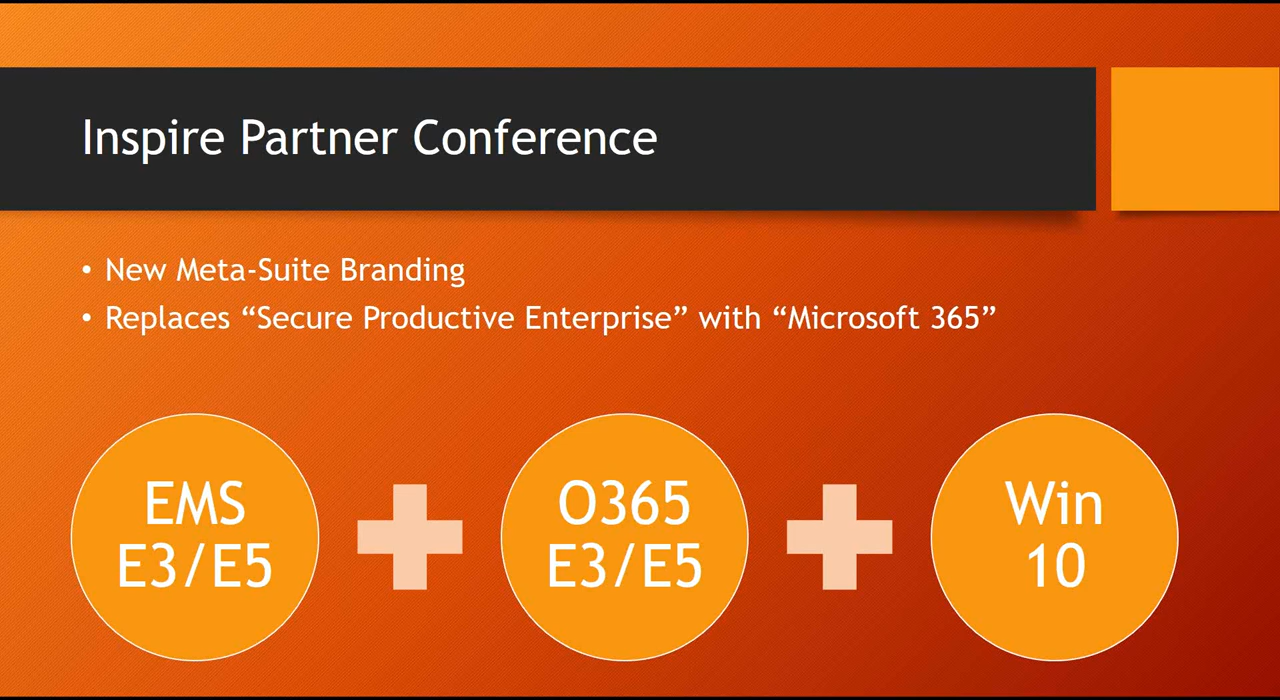 Inspire Partner Conference
• New Meta-Suite Branding
• Replaces “Secure Productive Enterprise” with “Microsoft 365”
EMS
E3/E5
O365
E3/E5
Win
10